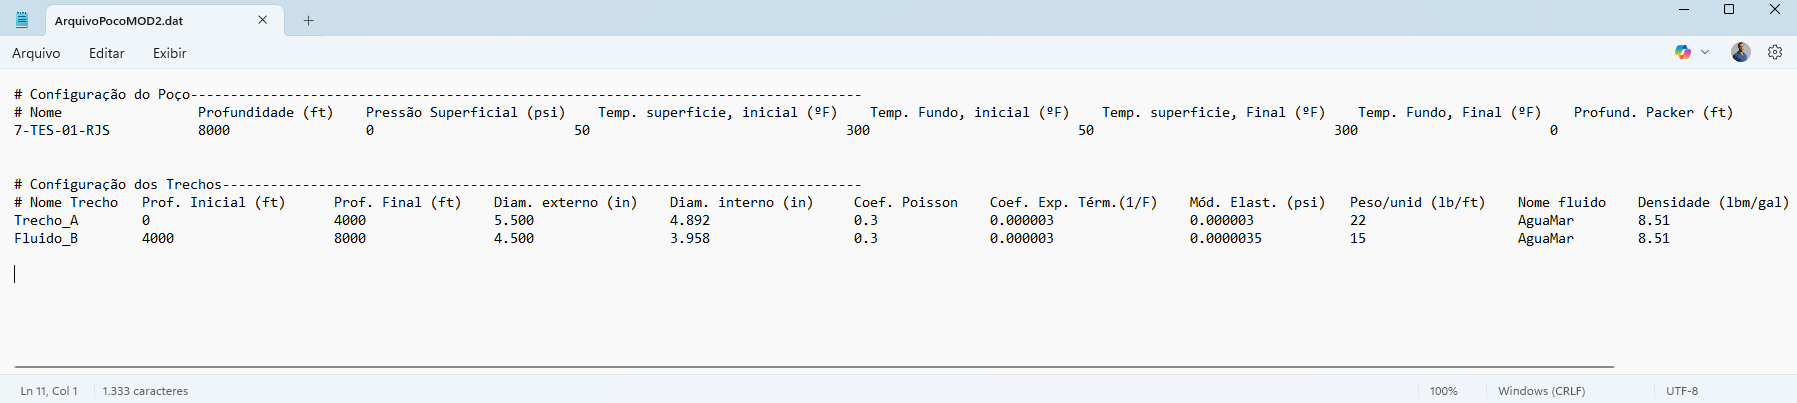 ArquivoPocoMOD2.dat
Arquivo Editar Exibir
# Configuração do Poço------------------------------------------------------------------------------------
# Nome Profundidade (ft) Pressão Superficial (psi) Temp. superficie, inicial (ºF) Temp. Fundo, inicial (ºF) Temp. superficie, Final (ºF) Temp. Fundo, Final (ºF) Profund. Packer (ft)
7-TES-01-RJS 8000 0 50 300 50 300 0
# Configuração dos Trechos--------------------------------------------------------------------------------
# Nome Trecho Prof. Inicial (ft) Prof. Final (ft) Diam. externo (in) Diam. interno (in) Coef. Poisson Coef. Exp. Térm.(1/F) Mód. Elast. (psi) Peso/unid (lb/ft) Nome fluido Densidade (lbm/gal)
Trecho_A 0 4000 5.500 4.892 0.3 0.000003 0.000003 22 AguaMar 8.51
Fluido_B 4000 8000 4.500 3.958 0.3 0.000003 0.0000035 15 AguaMar 8.51
Ln 11, Col 1 1.333 caracteres 100% Windows (CRLF) UTF-8